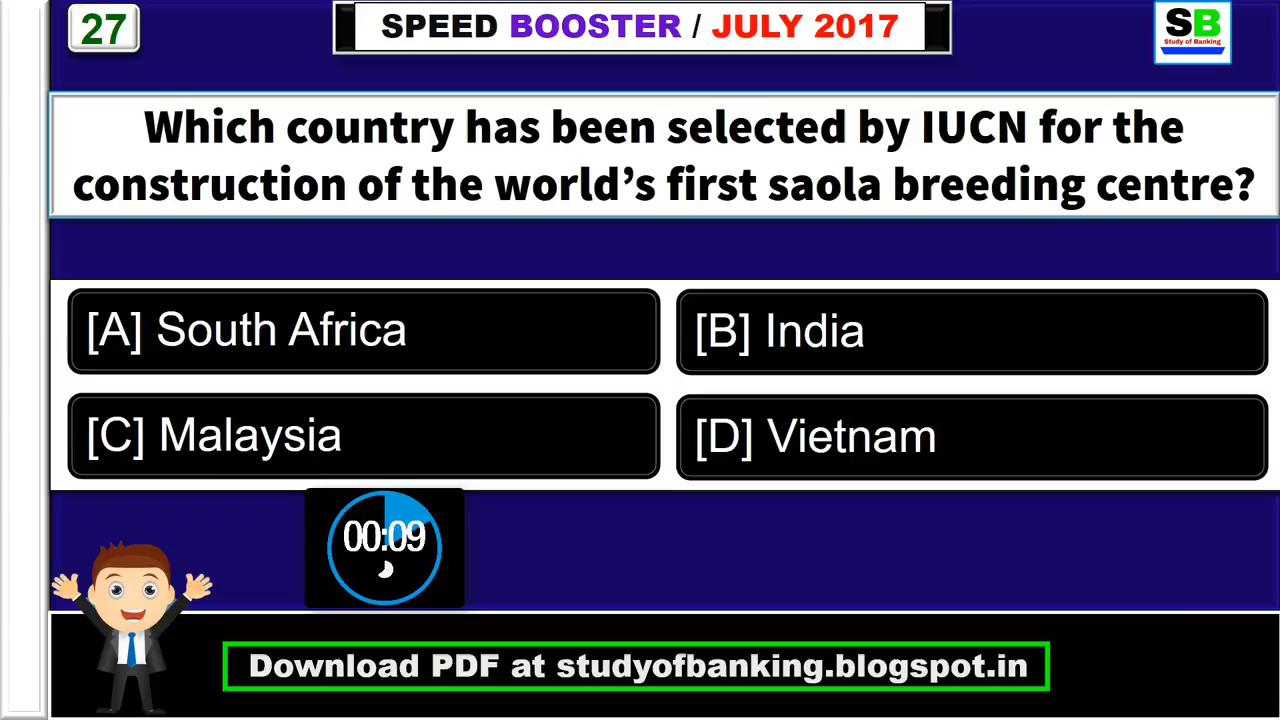 27
SPEED BOOSTER / JULY 2017
SB
Study of Banking
Which country has been selected by IUCN for the
construction of the world’s first saola breeding centre?
[A] South Africa
[B] India
[C] Malaysia
[D] Vietnam
00:09
Download PDF at studyofbanking.blogspot.in